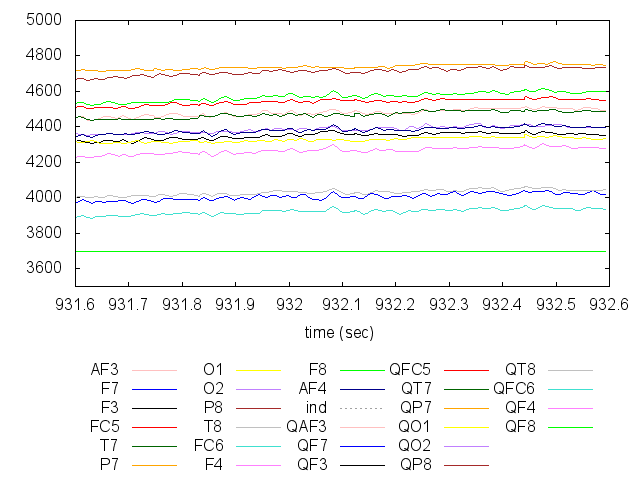 5000
4800
4600
4400
4200
4000
3800
3600
931.6 931.7 931.8 931.9 932 932.1 932.2 932.3 932.4 932.5 932.6
time (sec)
AF3 O1 F8 QFC5 QT8
F7 O2 AF4 QT7 QFC6
F3 P8 ind QP7 QF4
FC5 T8 QAF3 QO1 QF8
T7 FC6 QF7 QO2
P7 F4 QF3 QP8